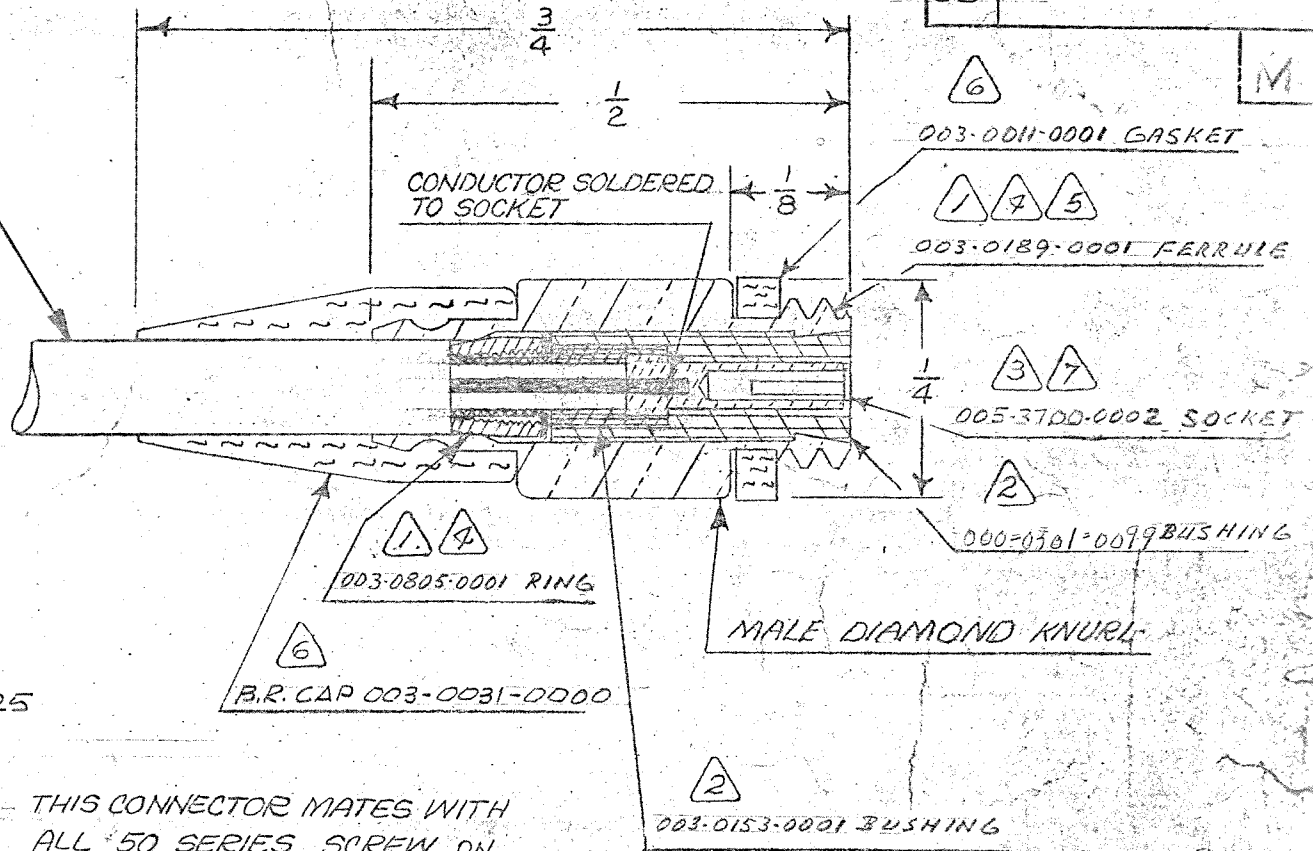 3/4
M
1/2
6
003-0011-0001 GASKET
CONDUCTOR SOLDERED
TO SOCKET
1/8
1 4 5
003-0189-0001 FERRULE
1/4
3 7
005-3700-0002 SOCKET
2
000-0301-0099 BUSHING
1 4
003-0805-0001 RING
MALE DIAMOND KNURL
6
B.R. CAP 003-0031-0000
25
2
003-0153-0001 BUSHING
THIS CONNECTOR MATES WITH
ALL 50 SERIES SCREW ON